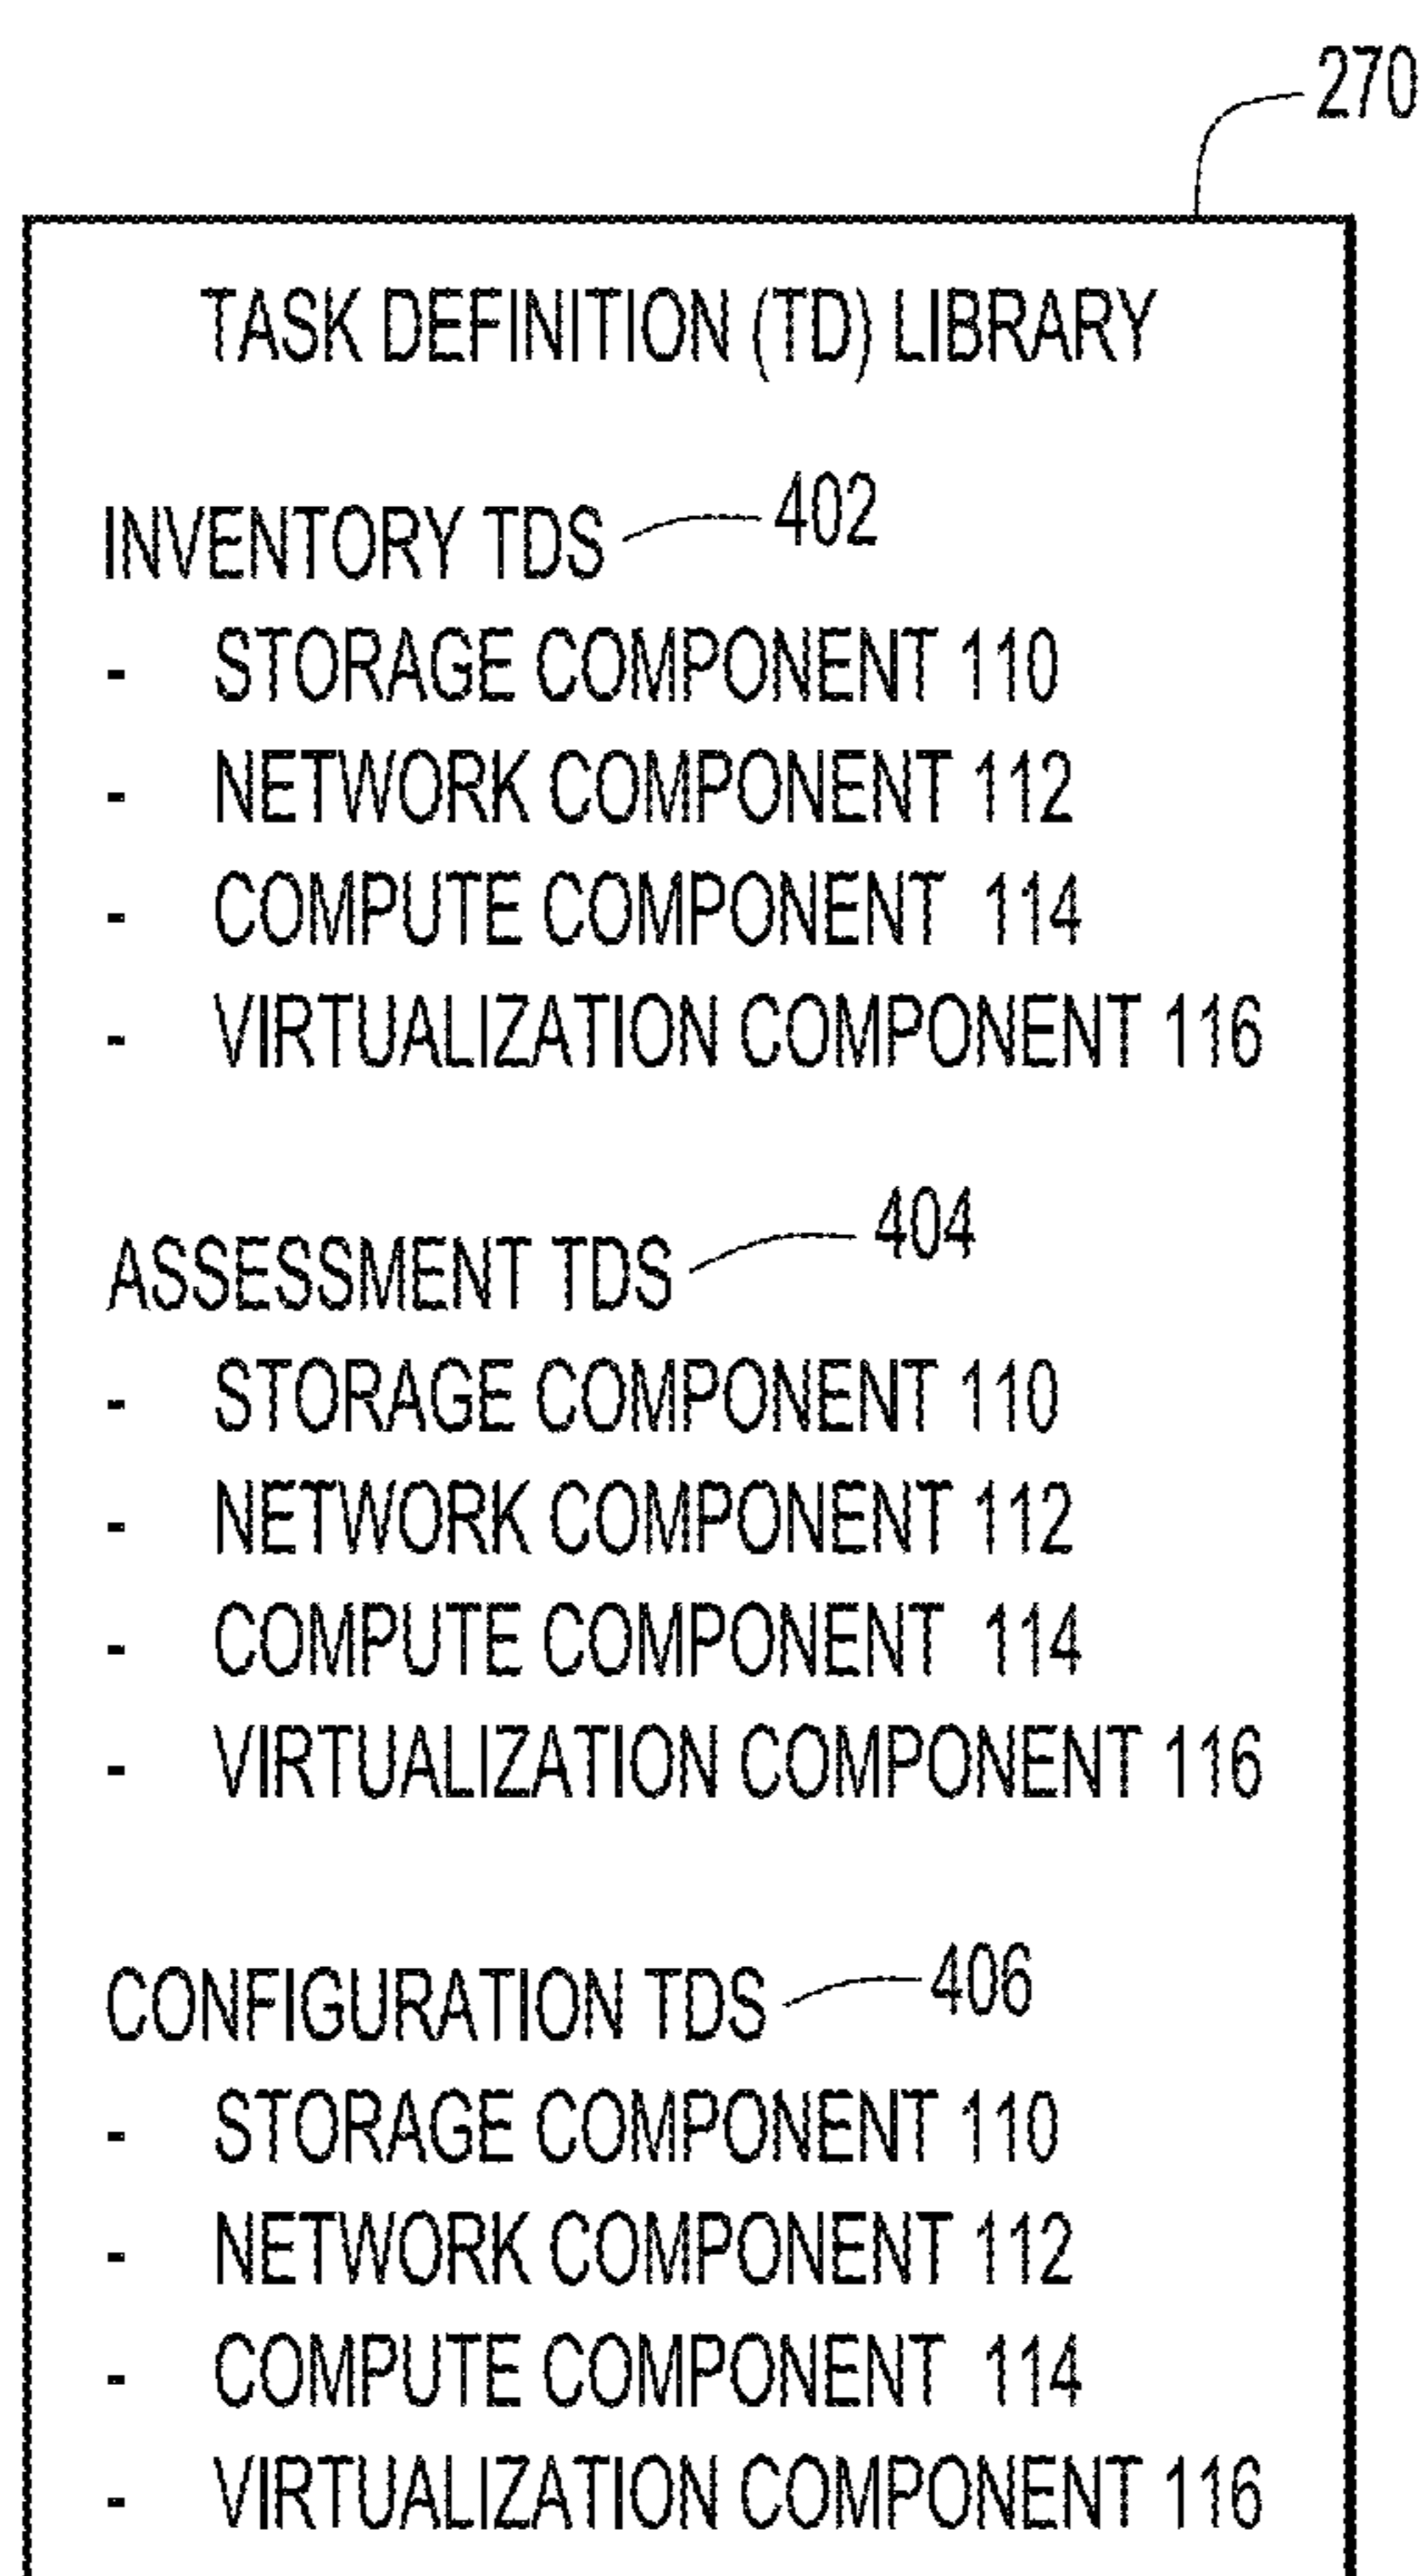 270
TASK DEFINITION (TD) LIBRARY
INVENTORY TDS 402
- STORAGE COMPONENT 110
- NETWORK COMPONENT 112
- COMPUTE COMPONENT 114
- VIRTUALIZATION COMPONENT 116
ASSESSMENT TDS 404
- STORAGE COMPONENT 110
- NETWORK COMPONENT 112
- COMPUTE COMPONENT 114
- VIRTUALIZATION COMPONENT 116
CONFIGURATION TDS 406
- STORAGE COMPONENT 110
- NETWORK COMPONENT 112
- COMPUTE COMPONENT 114
- VIRTUALIZATION COMPONENT 116